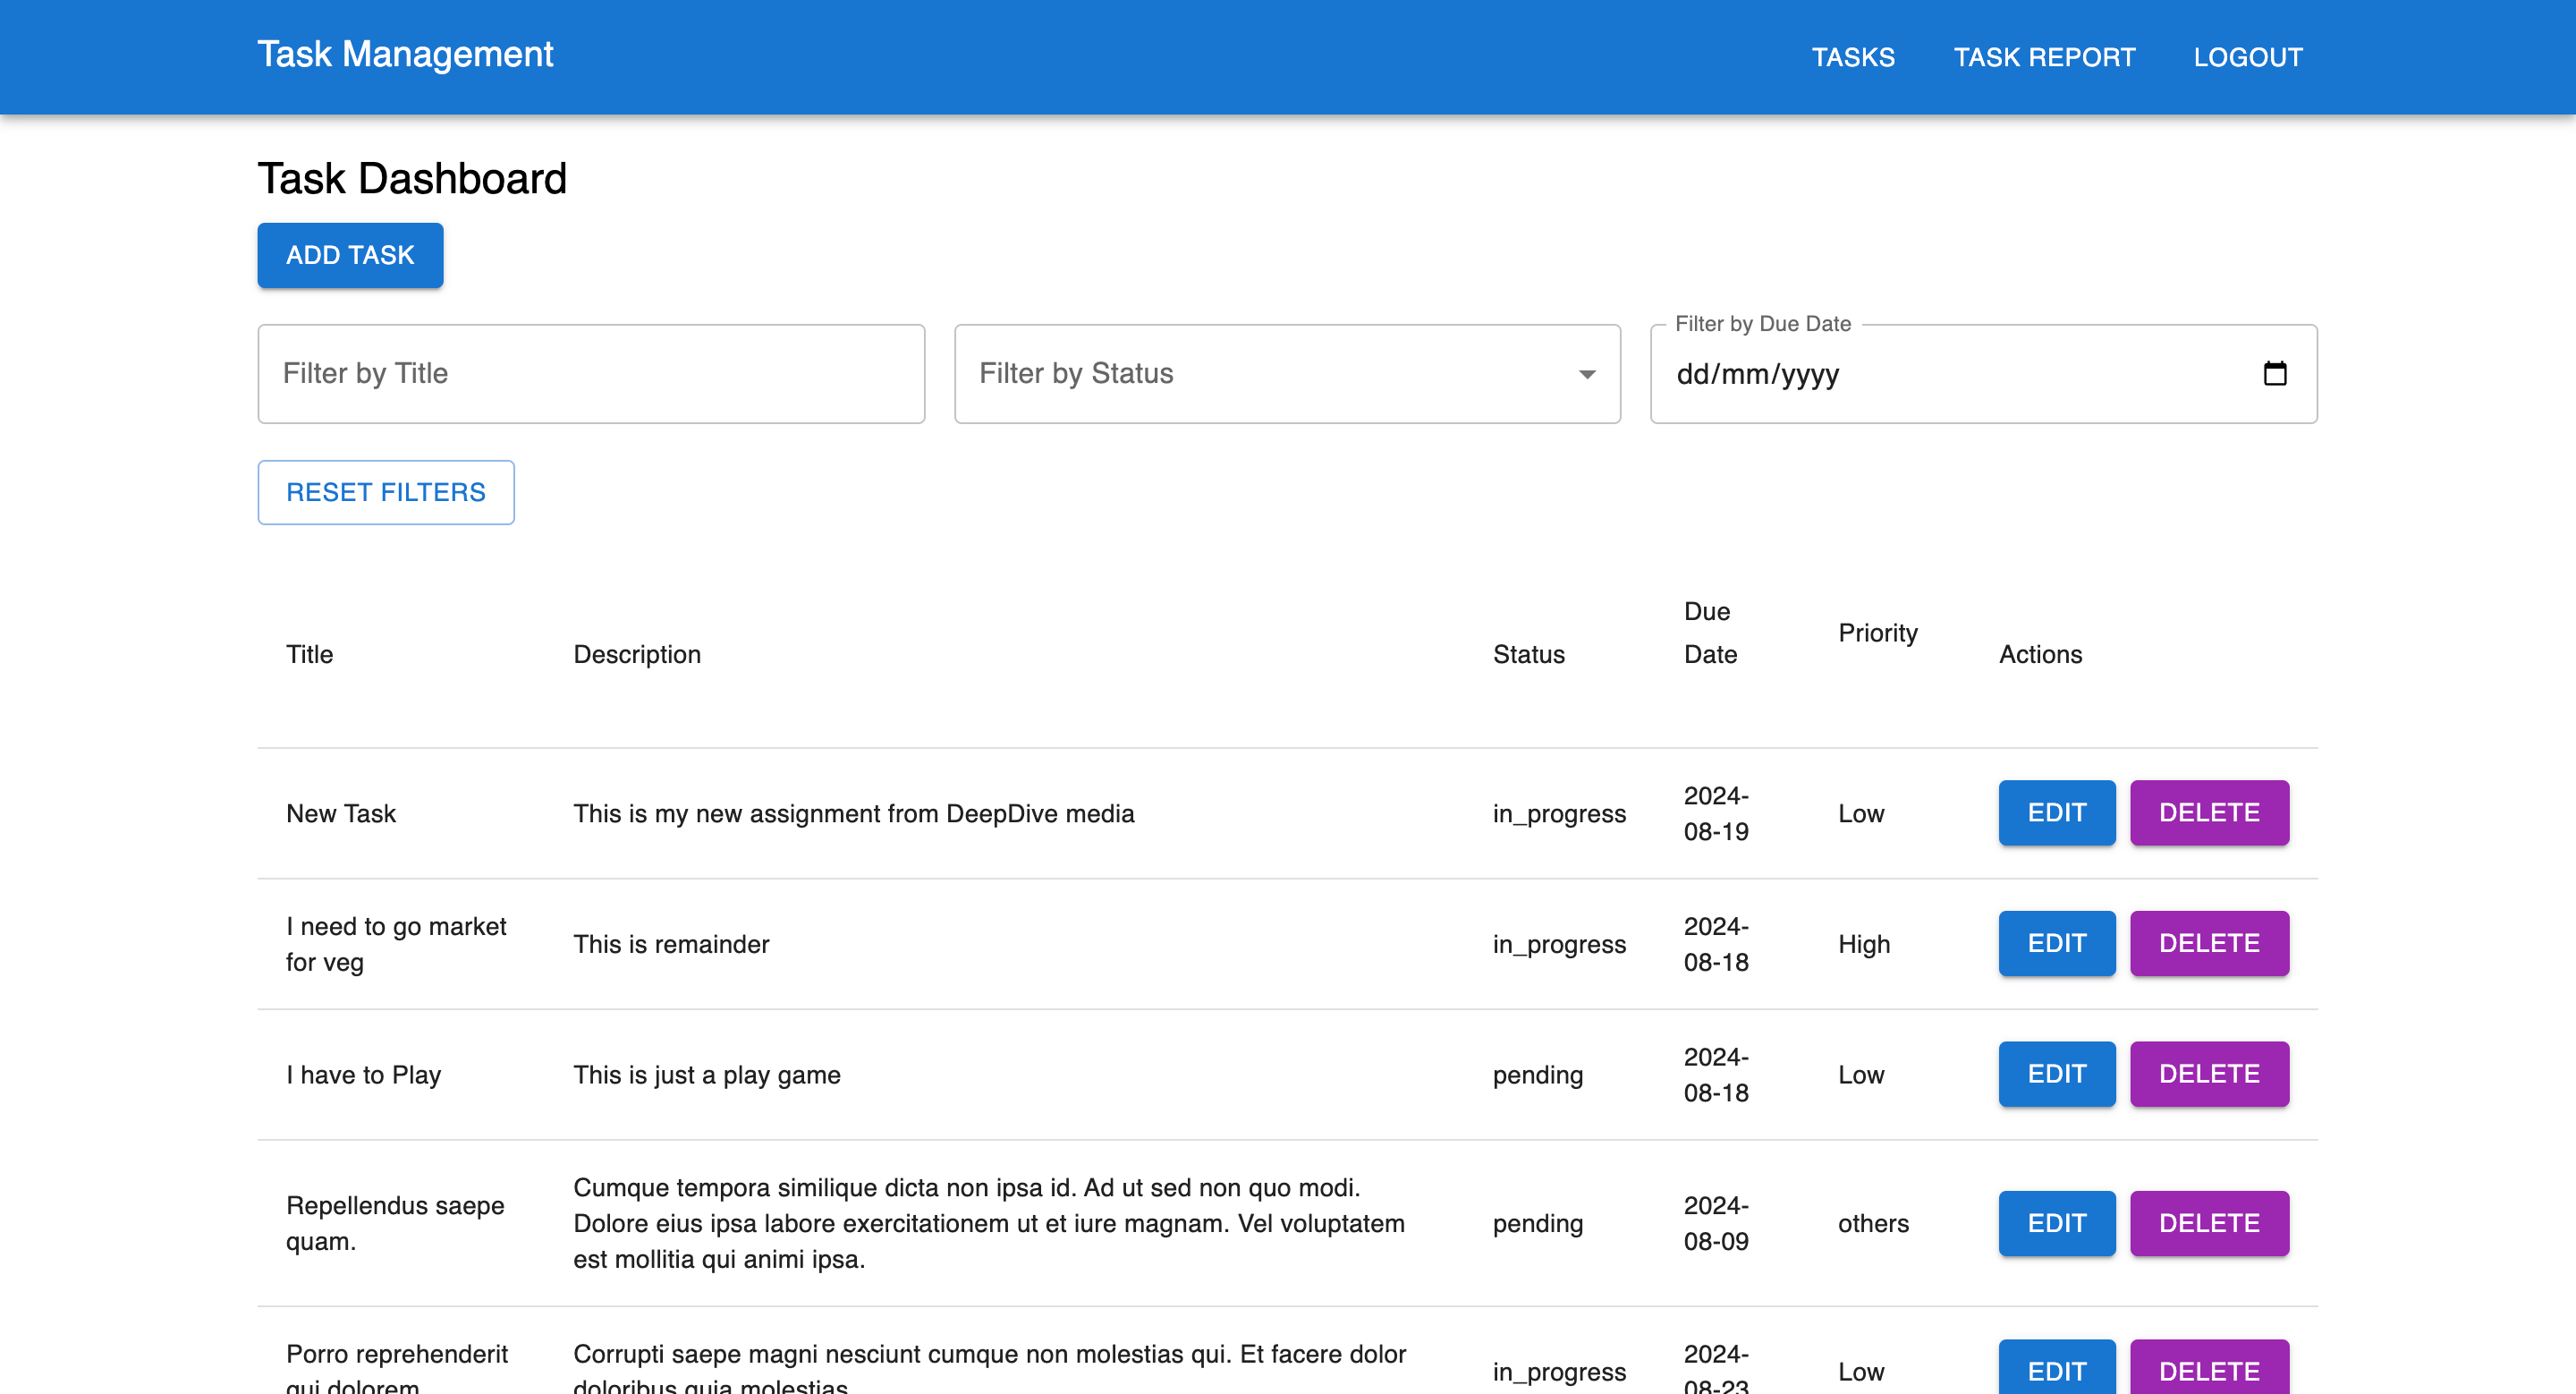 Task Management
TASKS
TASK REPORT
LOGOUT
Task Dashboard
ADD TASK
Filter by Title
Filter by Status
Filter by Due Date
dd/mm/yyyy
RESET FILTERS
Title
Description
Status
Due
Date
Priority
Actions
New Task
This is my new assignment from DeepDive media
in_progress
2024-
08-19
Low
EDIT
DELETE
I need to go market
for veg
This is remainder
in_progress
2024-
08-18
High
EDIT
DELETE
I have to Play
This is just a play game
pending
2024-
08-18
Low
EDIT
DELETE
Repellendus saepe
quam.
Cumque tempora similique dicta non ipsa id. Ad ut sed non quo modi.
Dolore eius ipsa labore exercitationem ut et iure magnam. Vel voluptatem
est mollitia qui animi ipsa.
pending
2024-
08-09
others
EDIT
DELETE
Porro reprehenderit
qui dolorem
Corrupti saepe magni nesciunt cumque non molestias qui. Et facere dolor
doloribus quia molestias
in_progress
2024-
08-23
Low
EDIT
DELETE